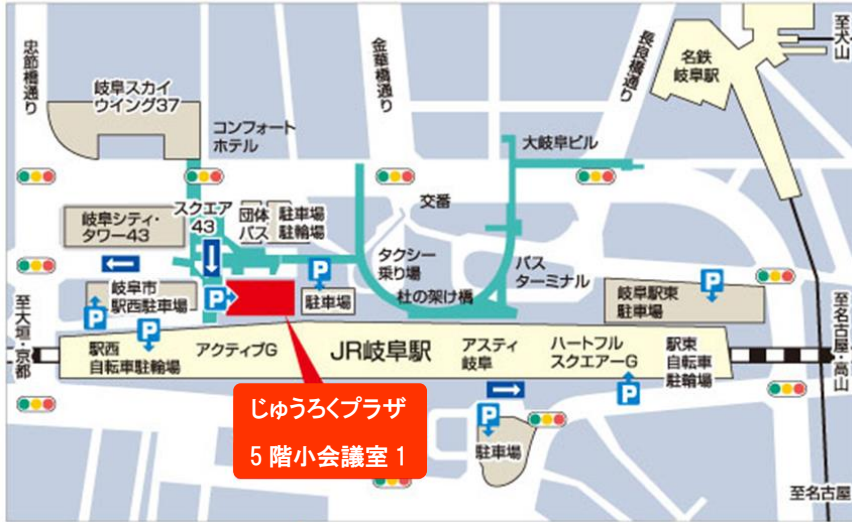 忠節橋通り
金華橋通り
長良橋通り
至犬山
名鉄
岐阜駅
岐阜スカイ
ウイング37
コンフォート
ホテル
大岐阜ビル
交番
岐阜シティ・
タワー43
スクエア
43
団体
バス
駐車場
駐輪場
タクシー
乗り場
バス
ターミナル
杜の架け橋
P
P
P
P
岐阜市
駅西駐車場
駐車場
岐阜駅東
駐車場
至大垣・京都
至名古屋・高山
P
駅西
自転車駐輪場
アクティブG
JR岐阜駅
アスティ
岐阜
ハートフル
スクエアーG
駅東
自転車
駐輪場
P
P
駐車場
じゅうろくプラザ
5階小会議室1
至名古屋